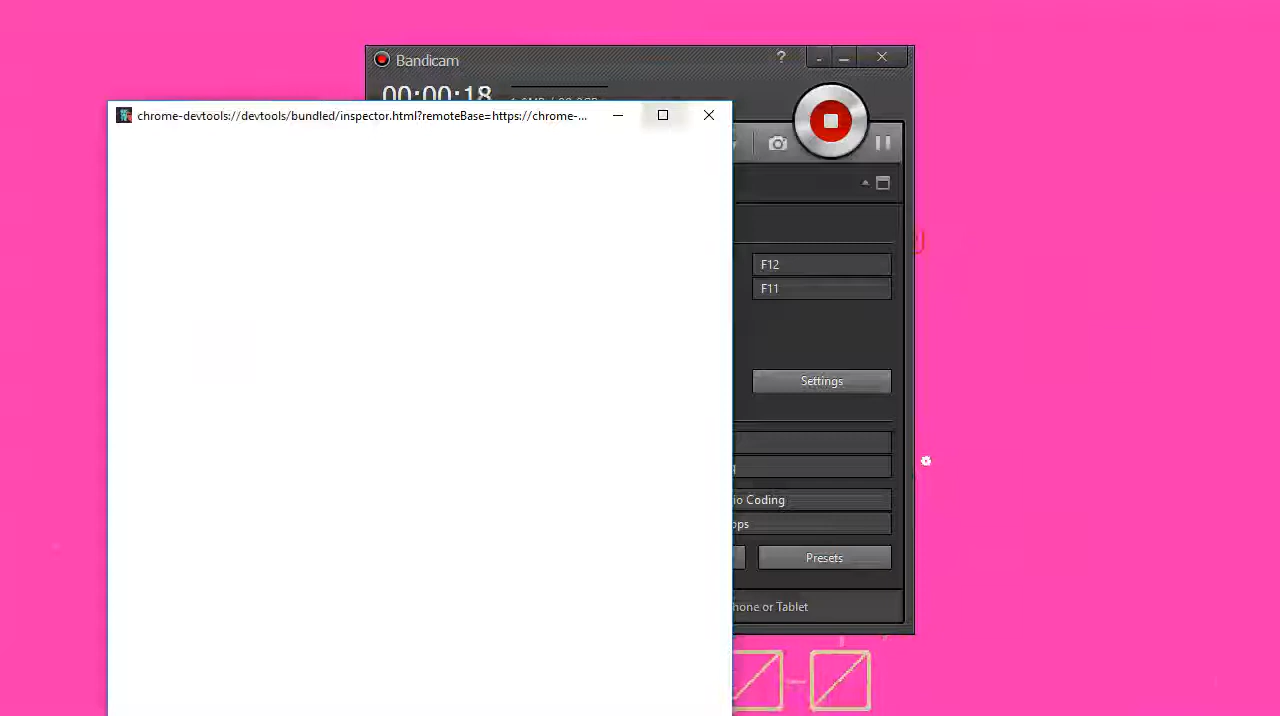 Bandicam
?
00:00:18
chrome-devtools://devtools/bundled/inspector.html?remoteBase=https://chrome-...
F12
F11
Settings
io Coding
Presets
hone or Tablet